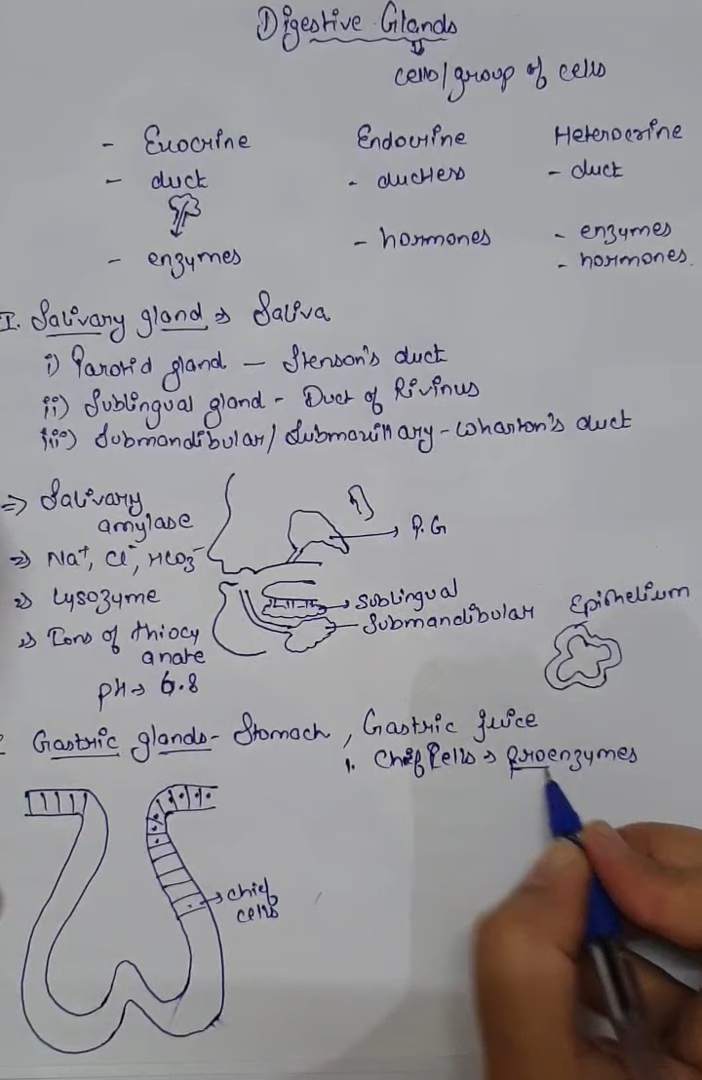 Digestive Glands
cells/group of cells
- Exocrine Endocrine Heterocrine
- duct - ductless - duct
- enzymes - hormones - enzymes
- hormones.
I. Salivary gland ⇒ Saliva
i) Parotid gland - Stenson's duct
ii) Sublingual gland - Duct of Rivinus
iii) Submandibular/Submaxillary - Wharton's duct
⇒ Salivary
amylase
⇒ Na⁺, Cl⁻, HCO₃⁻
⇒ Lysozyme
⇒ Ions of thiocy
anate
pH → 6.8
P.G
Sublingual
Submandibular
Epithelium
Gastric glands - Stomach, Gastric juice
1. Chief Cells → proenzymes
chief
cells